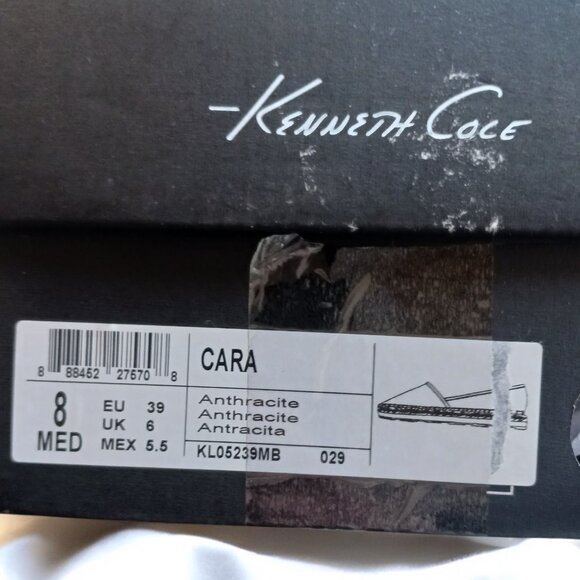 -Kenneth Cole
8 88452 27570 8
CARA
8
MED
EU 39
UK 6
MEX 5.5
Anthracite
Anthracite
Antracita
KL05239MB 029